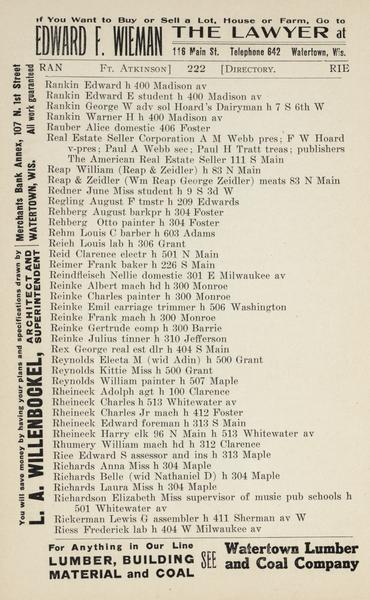 If You Want to Buy or Sell a Lot, House or Farm, Go to
EDWARD F. WIEMAN THE LAWYER at
116 Main St. Telephone 642 Watertown, Wis.
RAN Ft. Atkinson] 222 [Directory. RIE
Rankin Edward h 400 Madison av
Rankin Edward E student h 400 Madison av
Rankin George W adv sol Hoard's Dairyman h 7 S 6th W
Rankin Warner H h 400 Madison av
Rauber Alice domestic 406 Foster
Real Estate Seller Corporation A M Webb pres; F W Hoard
v-pres; Paul A Webb sec; Paul H Tratt treas; publishers
The American Real Estate Seller 111 S Main
Reap William (Reap & Zeidler) h 83 N Main
Reap & Zeidler (Wm Reap George Zeidler) meats 83 N Main
Redner June Miss student h 9 S 3d W
Regling August F tmstr h 209 Edwards
Rehberg August barkpr h 304 Foster
Rehberg Otto painter h 304 Foster
Rehm Louis C barber h 603 Adams
Reich Louis lab h 306 Grant
Reid Clarence electr h 501 N Main
Reimer Frank baker h 226 S Main
Reindfleisch Nellie domestic 301 E Milwaukee av
Reinke Albert mach hd h 300 Monroe
Reinke Charles painter h 300 Monroe
Reinke Emil carriage trimmer h 506 Washington
Reinke Frank mach h 300 Monroe
Reinke Gertrude comp h 300 Barrie
Reinke Julius tinner h 310 Jefferson
Rex George real est dlr h 404 S Main
Reynolds Electa M (wid Adin) h 500 Grant
Reynolds Kittie Miss h 500 Grant
Reynolds William painter h 507 Maple
Rheineck Adolph agt h 100 Clarence
Rheineck Charles h 513 Whitewater av
Rheineck Charles Jr mach h 412 Foster
Rheineck Edward foreman h 313 S Main
Rheineck Harry elk 96 N Main h 513 Whitewater av
Rhumery William mach hd h 312 Clarence
Rice Edward S assessor and ins h 313 Maple
Richards Anna Miss h 304 Maple
Richards Belle (wid Nathaniel D) h 304 Maple
Richards Laura Miss h 304 Maple
Richardson Elizabeth Miss supervisor of music pub schools h
501 Whitewater av
Rickerman Lewis G assembler h 411 Sherman av W
Riess Frederick lab h 404 W Milwaukee av
You will save money by having your plans and specifications drawn by
L. A. WILLENBOCKEL, ARCHITECT AND
SUPERINTENDENT
Merchants Bank Annex, 107 N. 1st Street
WATERTOWN, WIS. All work guaranteed
For Anything in Our Line
LUMBER, BUILDING
MATERIAL and COAL
SEE
Watertown Lumber
and Coal Company